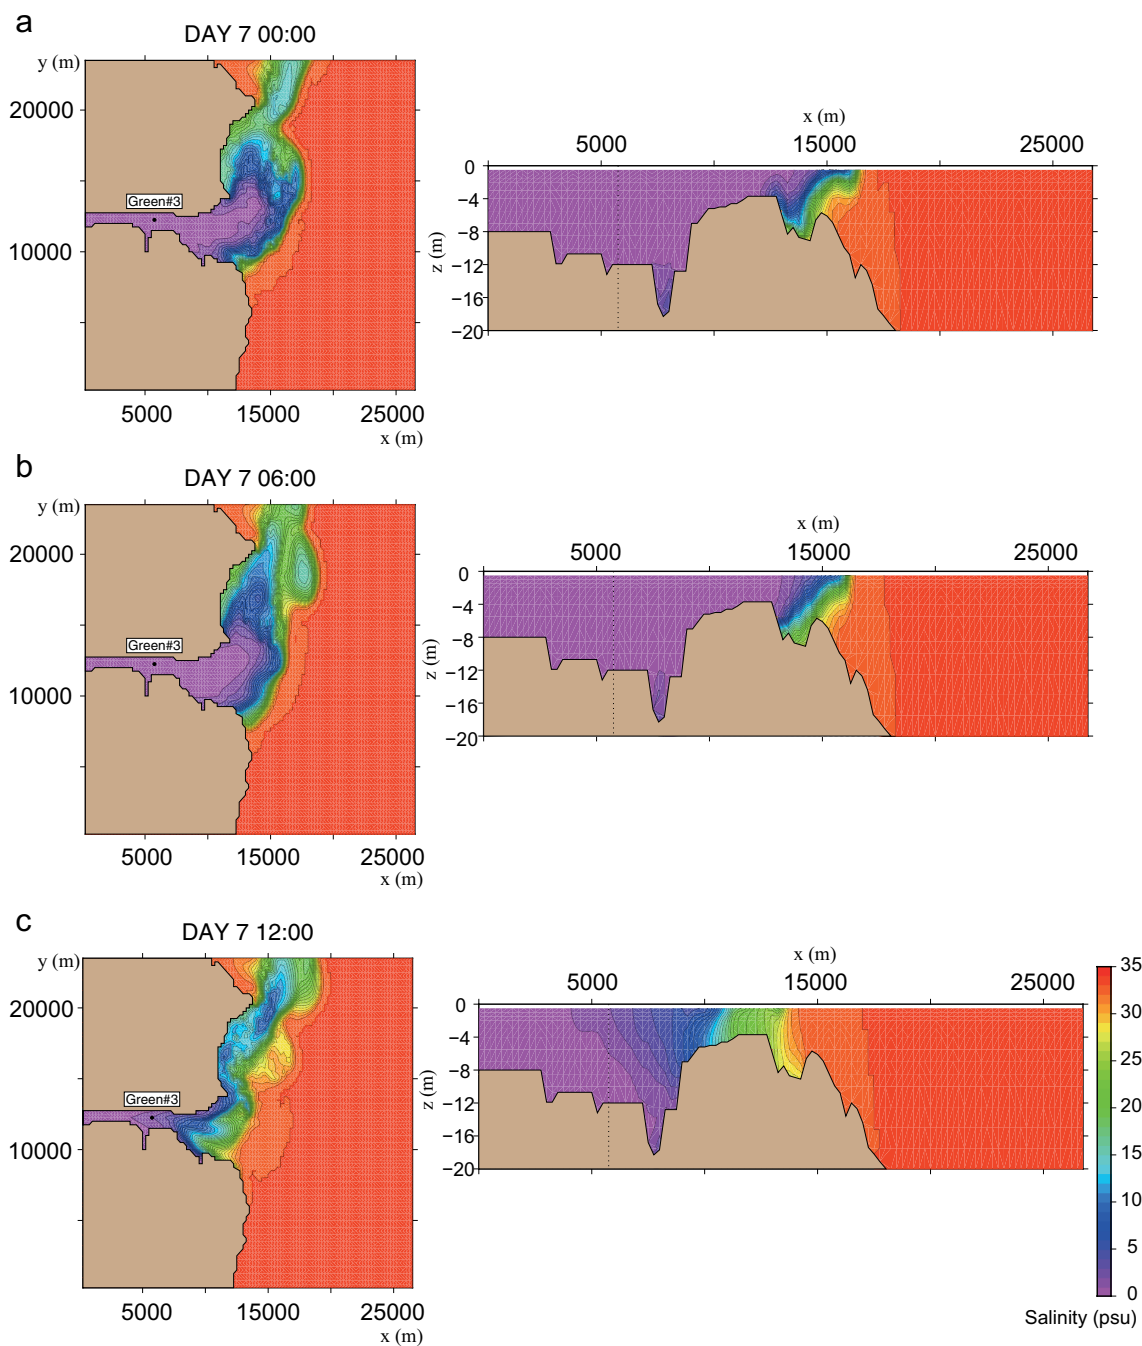 a
DAY 7 00:00
y (m)
20000
10000
Green#3
5000 15000 25000
x (m)
x (m)
5000 15000 25000
0
−4
−8
−12
−16
−20
z (m)
b
DAY 7 06:00
y (m)
20000
10000
Green#3
5000 15000 25000
x (m)
x (m)
5000 15000 25000
0
−4
−8
−12
−16
−20
z (m)
c
DAY 7 12:00
y (m)
20000
10000
Green#3
5000 15000 25000
x (m)
x (m)
5000 15000 25000
0
−4
−8
−12
−16
−20
z (m)
35
30
25
20
15
10
5
0
Salinity (psu)